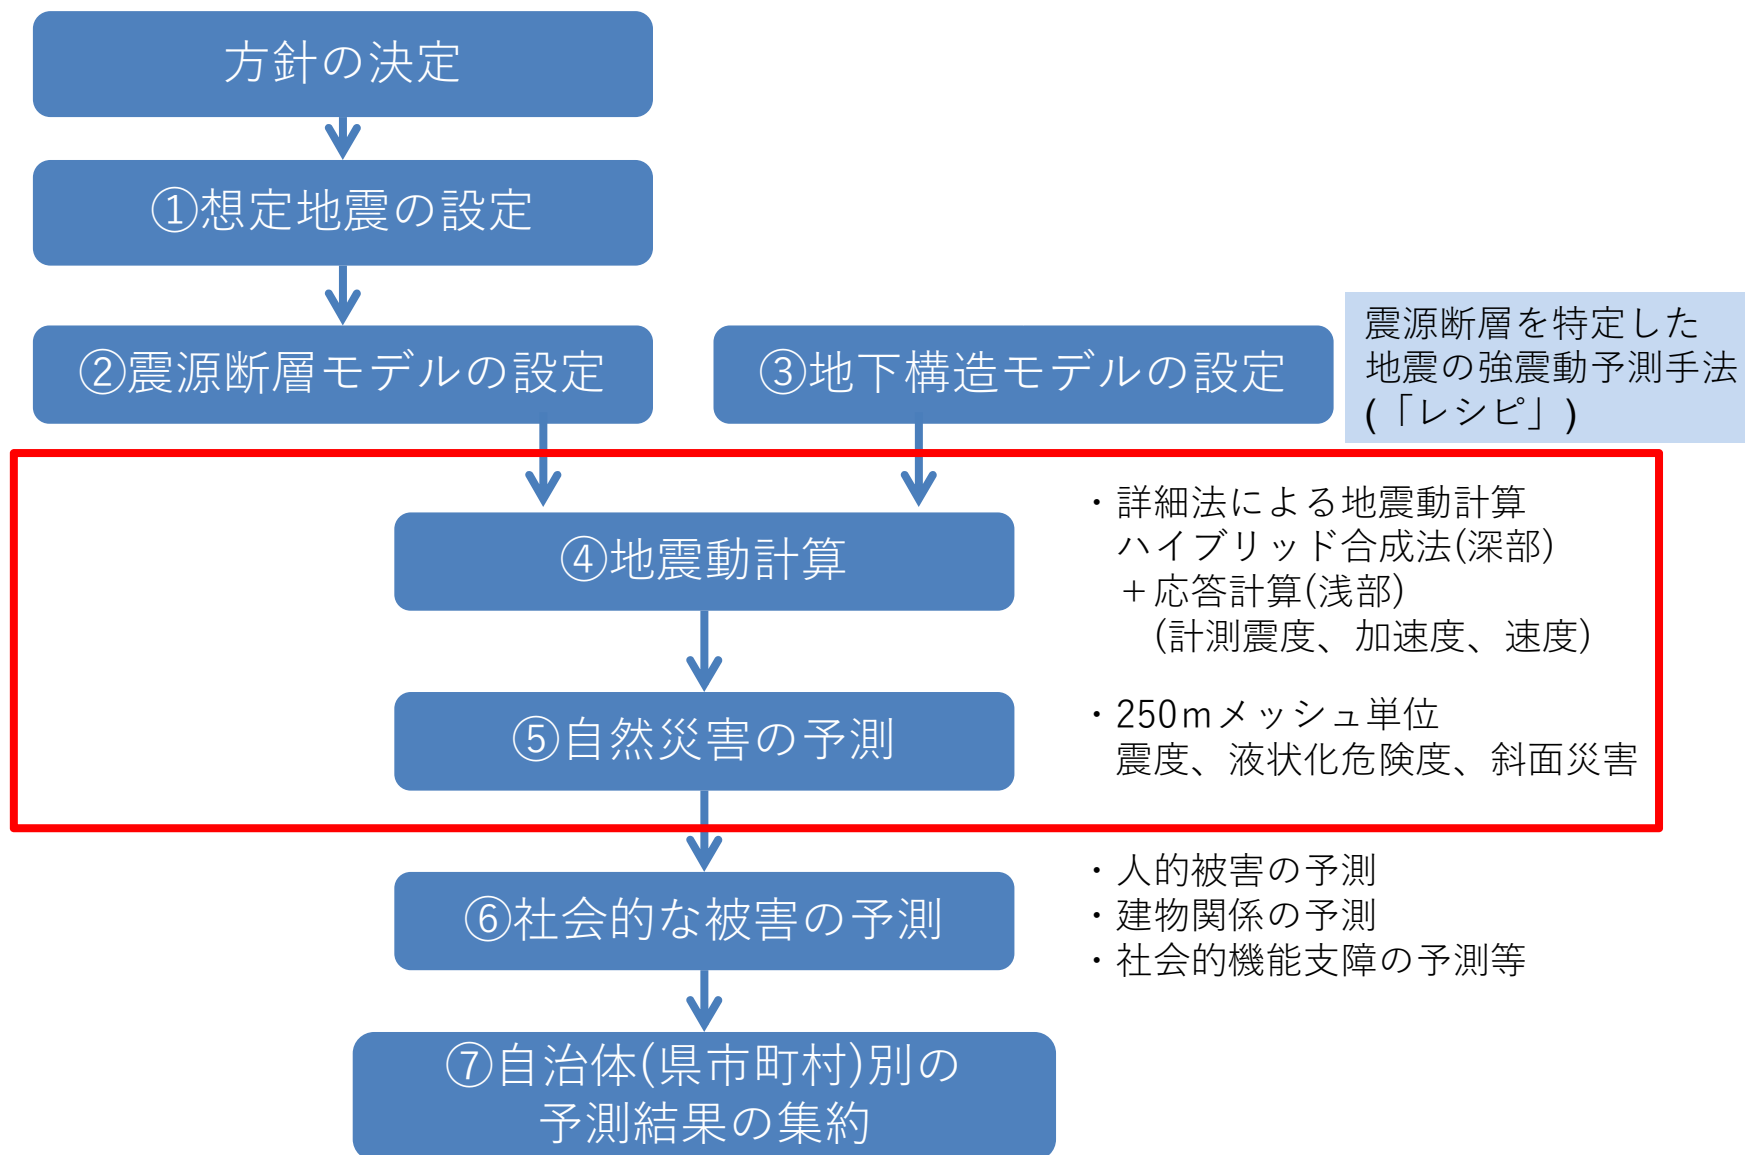 方針の決定
①想定地震の設定
②震源断層モデルの設定
③地下構造モデルの設定
震源断層を特定した
地震の強震動予測手法
(「レシピ」)
④地震動計算
・詳細法による地震動計算
ハイブリッド合成法(深部)
＋応答計算(浅部)
(計測震度、加速度、速度)
⑤自然災害の予測
・250ｍメッシュ単位
震度、液状化危険度、斜面災害
⑥社会的な被害の予測
・人的被害の予測
・建物関係の予測
・社会的機能支障の予測等
⑦自治体(県市町村)別の
予測結果の集約